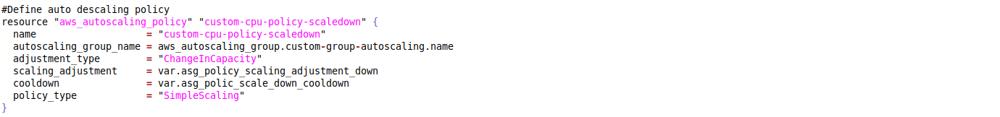 #Define auto descaling policy
resource "aws_autoscaling_policy" "custom-cpu-policy-scaledown" {
  name                   = "custom-cpu-policy-scaledown"
  autoscaling_group_name = aws_autoscaling_group.custom-group-autoscaling.name
  adjustment_type        = "ChangeInCapacity"
  scaling_adjustment     = var.asg_policy_scaling_adjustment_down
  cooldown               = var.asg_polic_scale_down_cooldown
  policy_type            = "SimpleScaling"
}